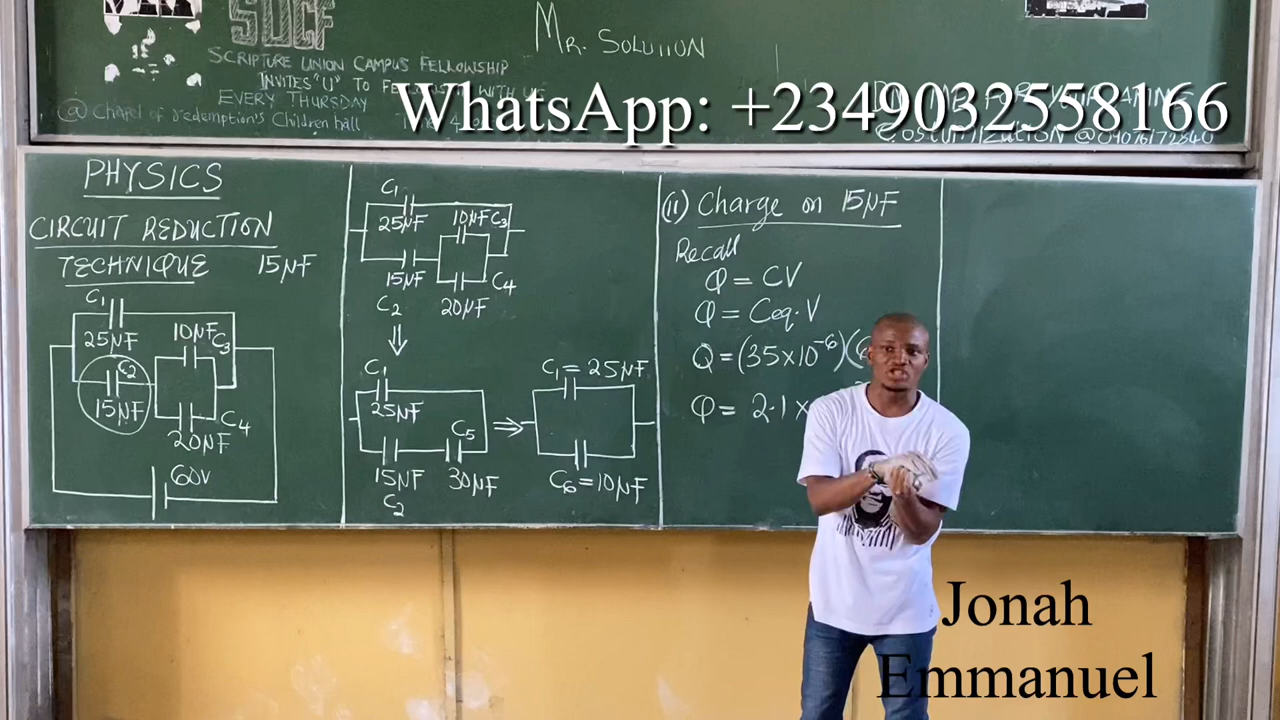 SUCF
SCRIPTURE UNION CAMPUS FELLOWSHIP
INVITES "U" TO
EVERY THURSDAY
@ Chapel of redemption's Children hall
MR. SOLUTION
WhatsApp: +2349032558166
@09076172840
PHYSICS
CIRCUIT REDUCTION
TECHNIQUE 15µF
C1
25µF
10µF C3
C2
15µF
C4
20µF
60V
C1
25µF
10µF C3
15µF
C4
C2
20µF
⇓
C1
25µF
C5
15µF
30µF
C2
⇒
C1 = 25µF
C6 = 10µF
(ii) Charge on 15µF
Recall
Q = CV
Q = Ceq.V
Q = (35×10⁻⁶)(
Q = 2.1×
Jonah
Emmanuel